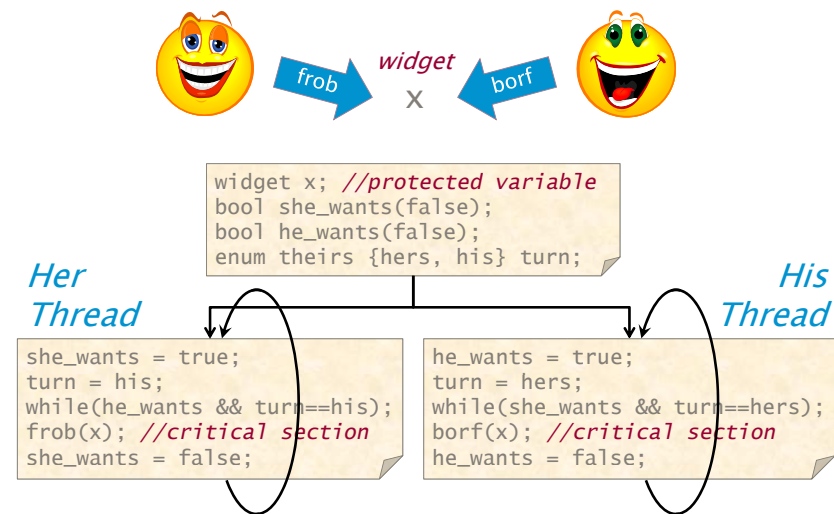 frob
widget
x
borf
widget x; //protected variable
bool she_wants(false);
bool he_wants(false);
enum theirs {hers, his} turn;
Her
Thread
she_wants = true;
turn = his;
while(he_wants && turn==his);
frob(x); //critical section
she_wants = false;
His
Thread
he_wants = true;
turn = hers;
while(she_wants && turn==hers);
borf(x); //critical section
he_wants = false;